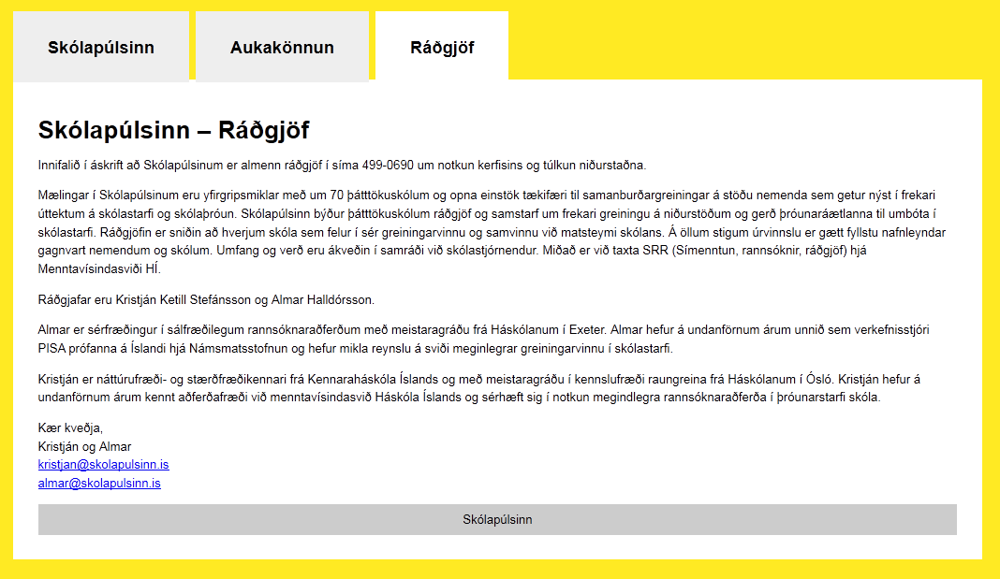 Skólapúlsinn
Aukakönnun
Ráðgjöf
Skólapúlsinn – Ráðgjöf
Innifalið í áskrift að Skólapúlsinum er almenn ráðgjöf í síma 499-0690 um notkun kerfisins og túlkun niðurstaðna.
Mælingar í Skólapúlsinum eru yfirgripsmiklar með um 70 þátttökuskólum og opna einstök tækifæri til samanburðargreiningar á stöðu nemenda sem getur nýst í frekari
úttektum á skólastarfi og skólaþróun. Skólapúlsinn býður þátttökuskólum ráðgjöf og samstarf um frekari greiningu á niðurstöðum og gerð þróunaráætlanna til umbóta í
skólastarfi. Ráðgjöfin er sniðin að hverjum skóla sem felur í sér greiningarvinnu og samvinnu við matsteymi skólans. Á öllum stigum úrvinnslu er gætt fyllstu nafnleyndar
gagnvart nemendum og skólum. Umfang og verð eru ákveðin í samráði við skólastjórnendur. Miðað er við taxta SRR (Símenntun, rannsóknir, ráðgjöf) hjá
Menntavísindasviði HÍ.
Ráðgjafar eru Kristján Ketill Stefánsson og Almar Halldórsson.
Almar er sérfræðingur í sálfræðilegum rannsóknaraðferðum með meistaragráðu frá Háskólanum í Exeter. Almar hefur á undanförnum árum unnið sem verkefnisstjóri
PISA prófanna á Íslandi hjá Námsmatsstofnun og hefur mikla reynslu á sviði meginlegrar greiningarvinnu í skólastarfi.
Kristján er náttúrufræði- og stærðfræðikennari frá Kennaraháskóla Íslands og með meistaragráðu í kennslufræði raungreina frá Háskólanum í Ósló. Kristján hefur á
undanförnum árum kennt aðferðafræði við menntavísindasvið Háskóla Íslands og sérhæft sig í notkun megindlegra rannsóknaraðferða í þróunarstarfi skóla.
Kær kveðja,
Kristján og Almar
kristjan@skolapulsinn.is
almar@skolapulsinn.is
Skólapúlsinn